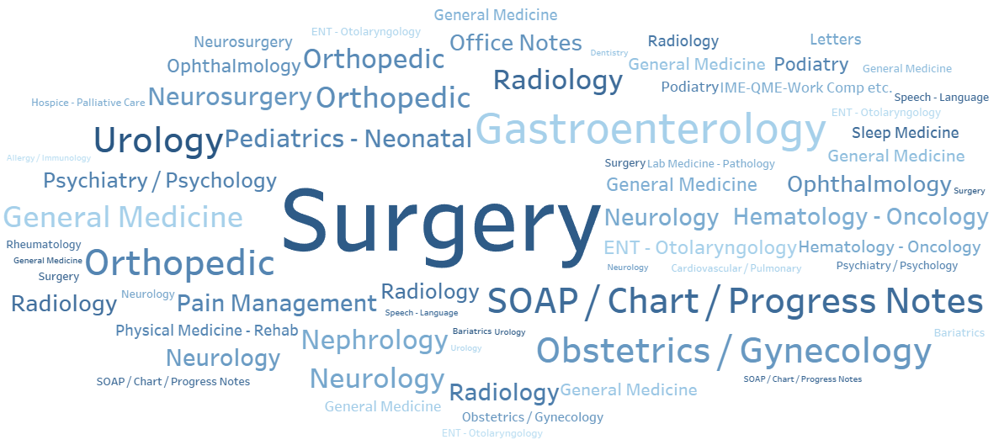 General Medicine
ENT - Otolaryngology
Neurosurgery
Office Notes
Radiology
Letters
Dentistry
Ophthalmology
Orthopedic
General Medicine
Podiatry
General Medicine
Radiology
Podiatry
IME-QME-Work Comp etc.
Speech - Language
Hospice - Palliative Care
Neurosurgery
Orthopedic
ENT - Otolaryngology
Urology
Pediatrics - Neonatal
Gastroenterology
Sleep Medicine
Allergy / Immunology
General Medicine
Surgery
Lab Medicine - Pathology
Psychiatry / Psychology
General Medicine
Ophthalmology
Surgery
General Medicine
Surgery
Neurology
Hematology - Oncology
Rheumatology
ENT - Otolaryngology
Hematology - Oncology
General Medicine
Orthopedic
Neurology
Cardiovascular / Pulmonary
Psychiatry / Psychology
Surgery
Radiology
Neurology
Pain Management
Radiology
SOAP / Chart / Progress Notes
Speech - Language
Physical Medicine - Rehab
Nephrology
Bariatrics
Urology
Bariatrics
Urology
Obstetrics / Gynecology
Neurology
SOAP / Chart / Progress Notes
Neurology
SOAP / Chart / Progress Notes
Radiology
General Medicine
General Medicine
Obstetrics / Gynecology
ENT - Otolaryngology